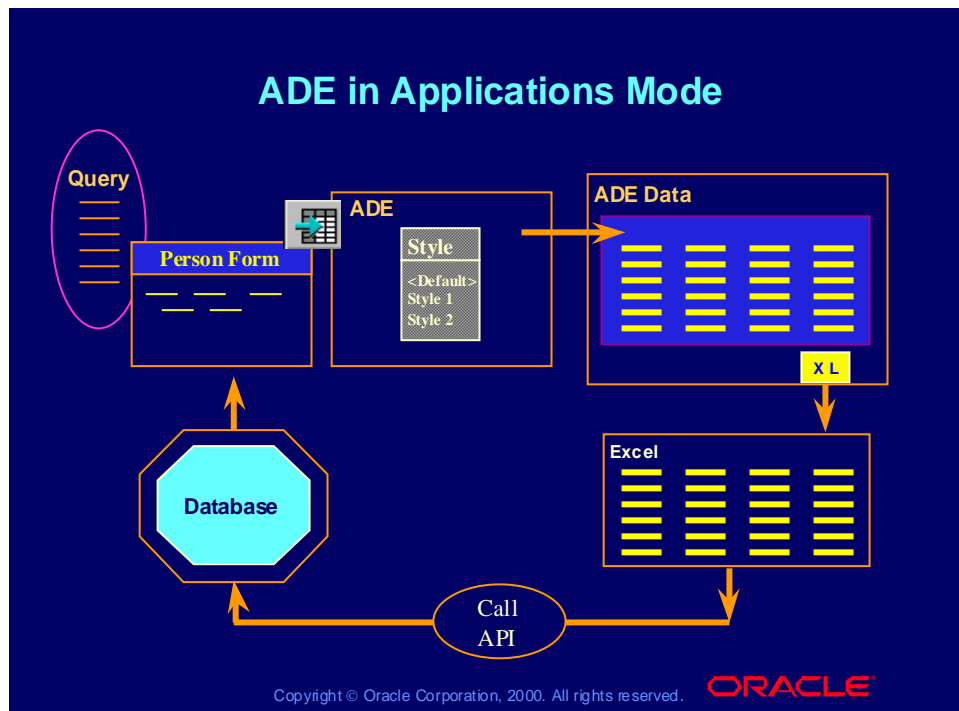 ADE in Applications Mode
Query
Person Form
ADE
Style
<Default>
Style 1
Style 2
ADE Data
X L
Excel
Database
Call
API
Copyright © Oracle Corporation, 2000. All rights reserved.
ORACLE®